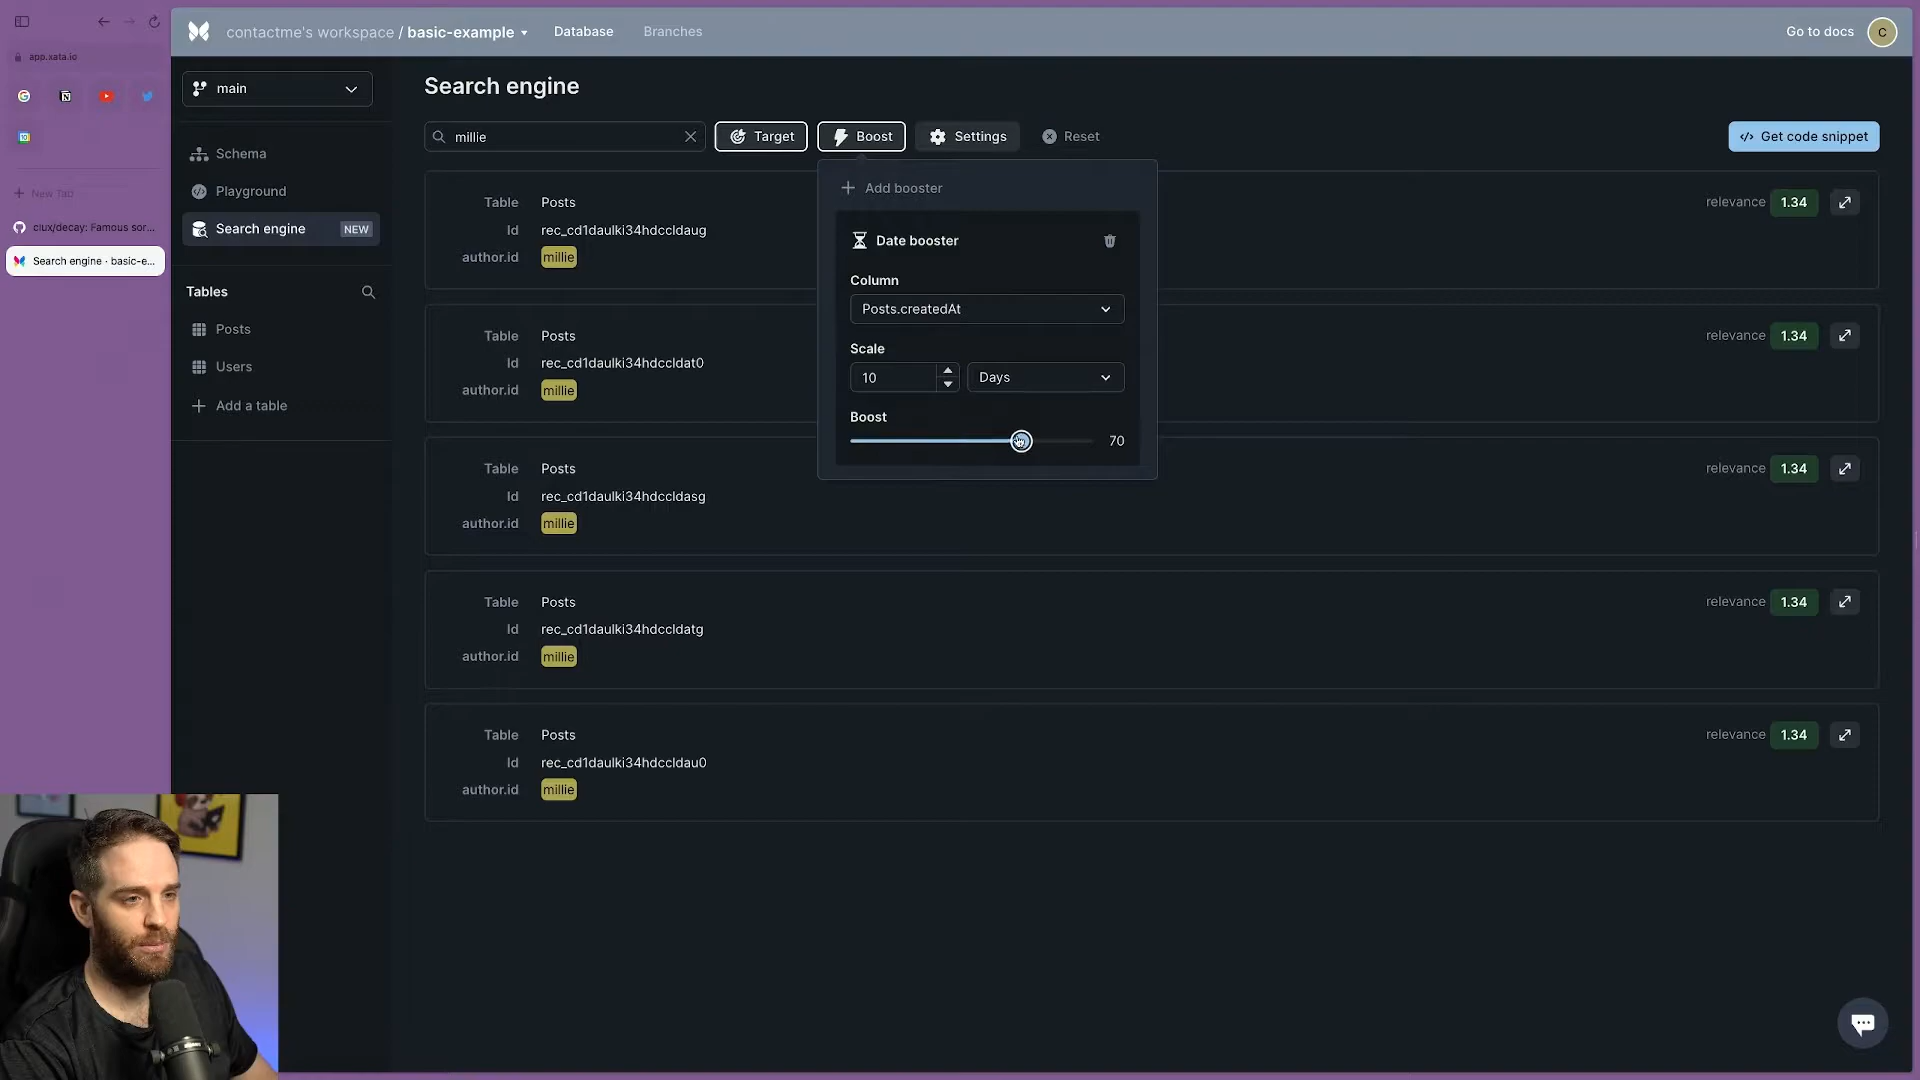 app.xata.io
New Tab
clux/decay: Famous sor...
Search engine · basic-e...
contactme's workspace / basic-example
Database
Branches
Go to docs
C
main
Schema
Playground
Search engine NEW
Tables
Posts
Users
Add a table
Search engine
millie
Target
Boost
Settings
Reset
Get code snippet
Add booster
Date booster
Column
Posts.createdAt
Scale
10 Days
Boost
70
Table Posts
Id rec_cd1daulki34hdccldaug
author.id millie
relevance 1.34
Table Posts
Id rec_cd1daulki34hdccldat0
author.id millie
relevance 1.34
Table Posts
Id rec_cd1daulki34hdccldasg
author.id millie
relevance 1.34
Table Posts
Id rec_cd1daulki34hdccldatg
author.id millie
relevance 1.34
Table Posts
Id rec_cd1daulki34hdccldau0
author.id millie
relevance 1.34